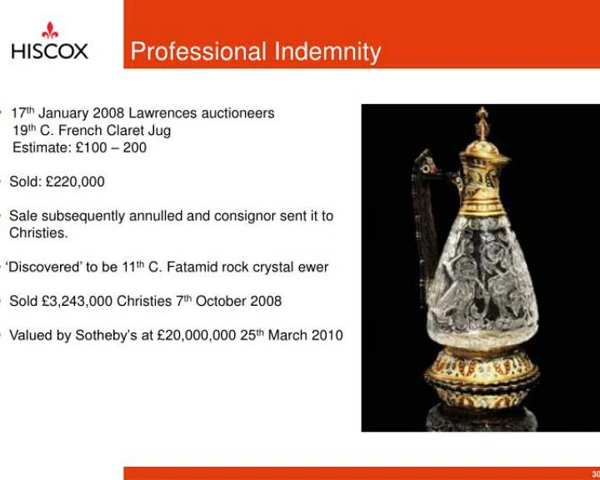 HISCOX
Professional Indemnity
17th January 2008 Lawrences auctioneers
19th C. French Claret Jug
Estimate: £100 – 200
Sold: £220,000
Sale subsequently annulled and consignor sent it to
Christies.
‘Discovered’ to be 11th C. Fatamid rock crystal ewer
Sold £3,243,000 Christies 7th October 2008
Valued by Sotheby’s at £20,000,000 25th March 2010
30